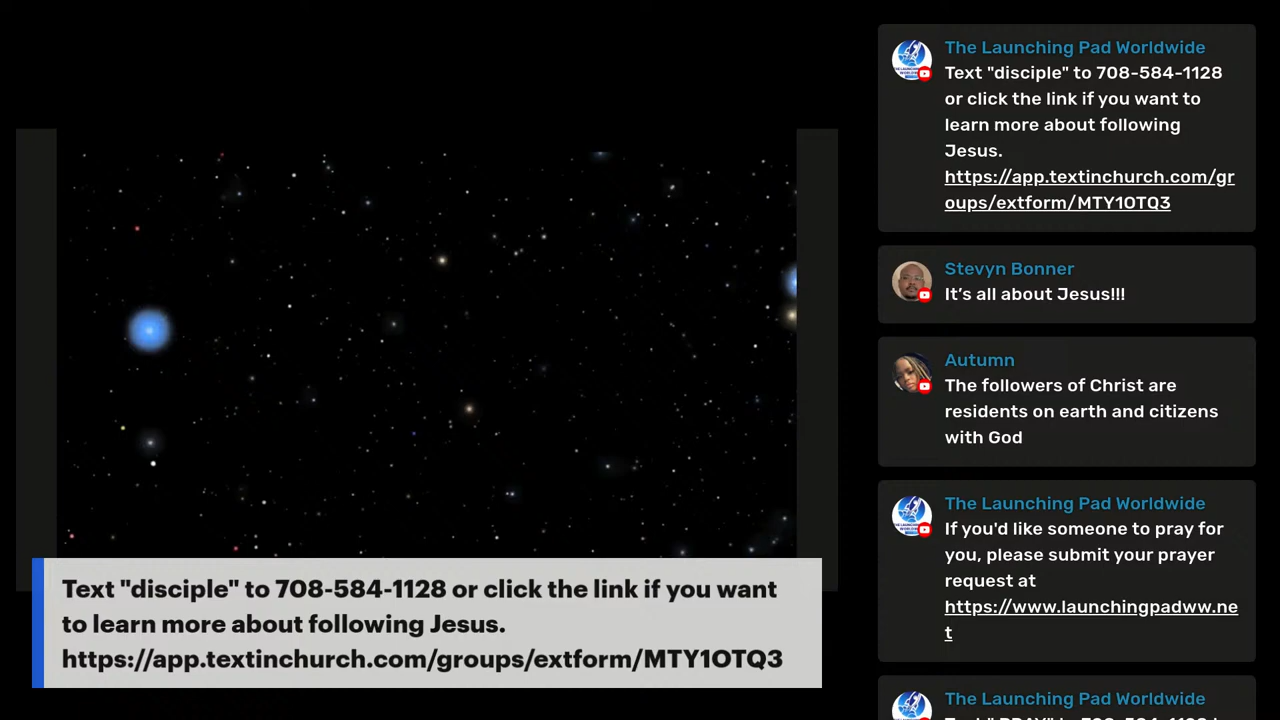 Text "disciple" to 708-584-1128 or click the link if you want
to learn more about following Jesus.
https://app.textinchurch.com/groups/extform/MTY1OTQ3
The Launching Pad Worldwide
Text "disciple" to 708-584-1128
or click the link if you want to
learn more about following
Jesus.
https://app.textinchurch.com/gr
oups/extform/MTY1OTQ3
Stevyn Bonner
It’s all about Jesus!!!
Autumn
The followers of Christ are
residents on earth and citizens
with God
The Launching Pad Worldwide
If you'd like someone to pray for
you, please submit your prayer
request at
https://www.launchingpadww.ne
t
The Launching Pad Worldwide